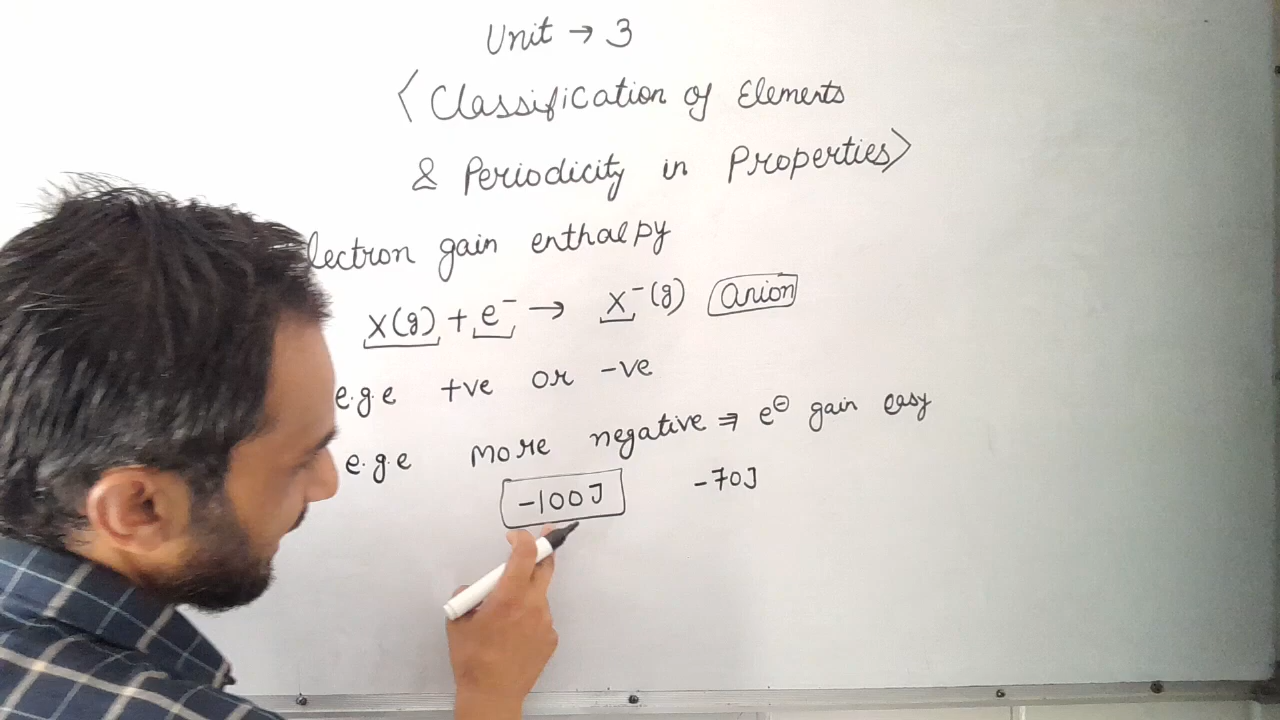 Unit → 3
< Classification of Elements
& Periodicity in Properties >
lectron gain enthalpy
X(g) + e⁻ → X⁻(g) anion
e.g.e +ve or -ve
e.g.e more negative ⇒ e⊖ gain easy
-100J -70J